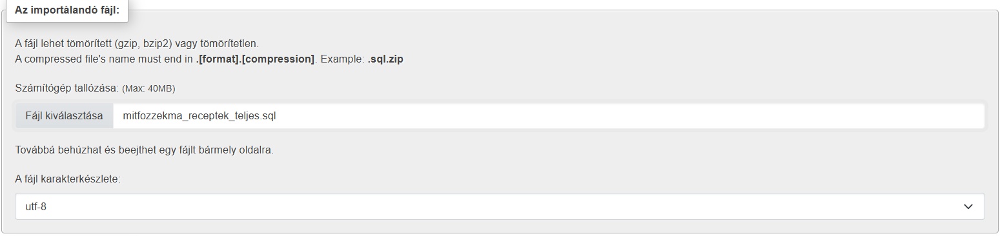 Az importálandó fájl:
A fájl lehet tömörített (gzip, bzip2) vagy tömörítetlen.
A compressed file's name must end in .[format].[compression]. Example: .sql.zip
Számítógép tallózása: (Max: 40MB)
Fájl kiválasztása mitfozzekma_receptek_teljes.sql
Továbbá behúzhat és beejthet egy fájlt bármely oldalra.
A fájl karakterkészlete:
utf-8